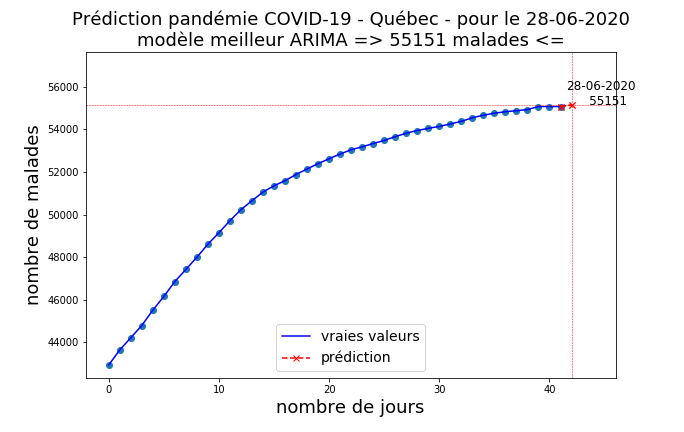 Prédiction pandémie COVID-19 - Québec - pour le 28-06-2020
modèle meilleur ARIMA => 55151 malades <=
nombre de malades
56000
54000
52000
50000
48000
46000
44000
28-06-2020
55151
vraies valeurs
prédiction
0
10
20
30
40
nombre de jours